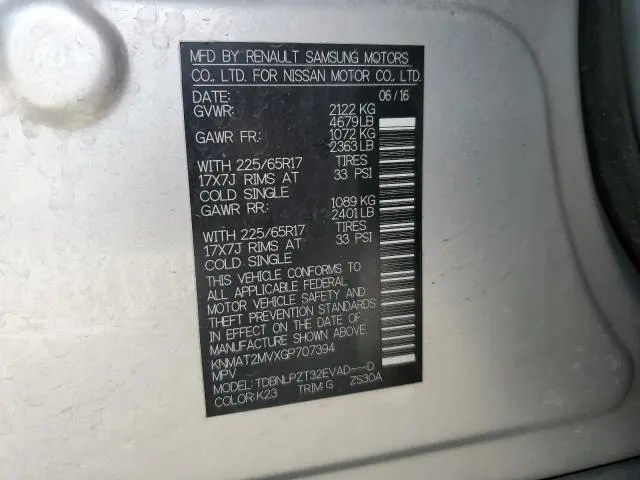 MFD BY RENAULT SAMSUNG MOTORS
CO., LTD. FOR NISSAN MOTOR CO., LTD.
DATE: 06/16
GVWR: 2122 KG
4679LB
GAWR FR: 1072 KG
2363 LB
WITH 225/65R17 TIRES
17X7J RIMS AT 33 PSI
COLD SINGLE
GAWR RR: 1089 KG
2401 LB
WITH 225/65R17 TIRES
17X7J RIMS AT 33 PSI
COLD SINGLE
THIS VEHICLE CONFORMS TO
ALL APPLICABLE FEDERAL
MOTOR VEHICLE SAFETY AND
THEFT PREVENTION STANDARDS
IN EFFECT ON THE DATE OF
MANUFACTURE SHOWN ABOVE.
KNMAT2MVXGP707394
MPV
MODEL: TDBNLPZT32EVAD---D
COLOR: K23 TRIM: G ZS30A